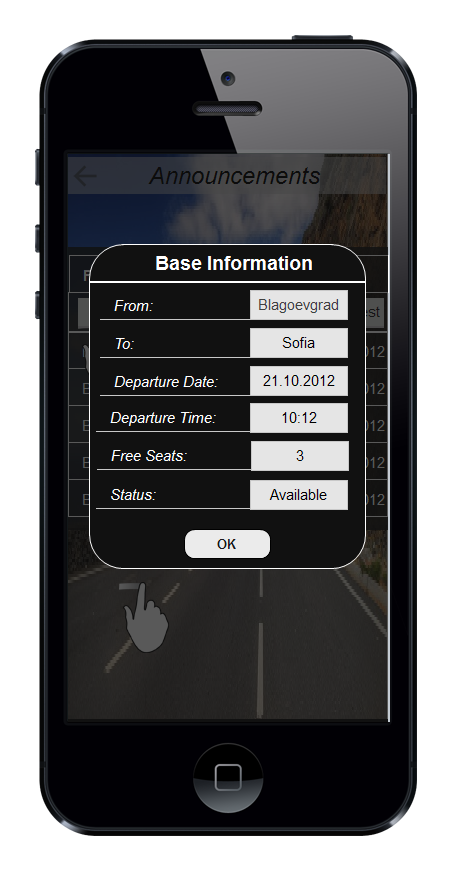 Announcements
Base Information
From: Blagoevgrad
To: Sofia
Departure Date: 21.10.2012
Departure Time: 10:12
Free Seats: 3
Status: Available
OK